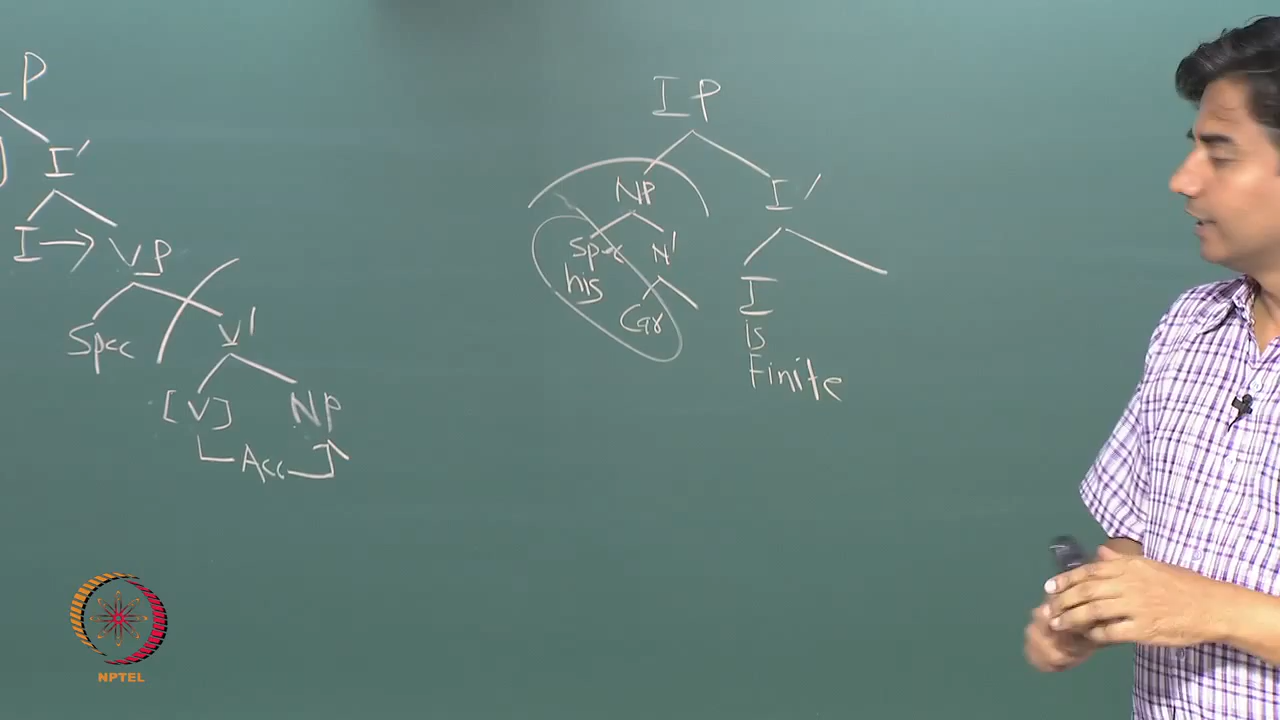 P
I'
I → VP
Spec V'
[V] NP
Acc
IP
NP I'
Spec N'
his
Car
I
is
Finite
NPTEL